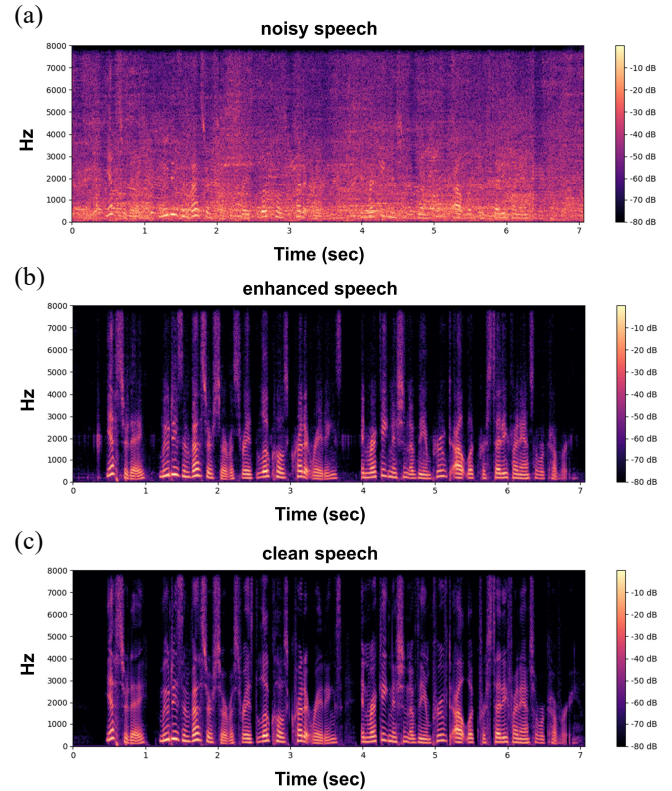 (a)
noisy speech
8000
7000
6000
5000
4000
3000
2000
1000
0
Hz
0 1 2 3 4 5 6 7
Time (sec)
-10 dB
-20 dB
-30 dB
-40 dB
-50 dB
-60 dB
-70 dB
-80 dB
(b)
enhanced speech
8000
7000
6000
5000
4000
3000
2000
1000
0
Hz
0 1 2 3 4 5 6 7
Time (sec)
-10 dB
-20 dB
-30 dB
-40 dB
-50 dB
-60 dB
-70 dB
-80 dB
(c)
clean speech
8000
7000
6000
5000
4000
3000
2000
1000
0
Hz
0 1 2 3 4 5 6 7
Time (sec)
-10 dB
-20 dB
-30 dB
-40 dB
-50 dB
-60 dB
-70 dB
-80 dB